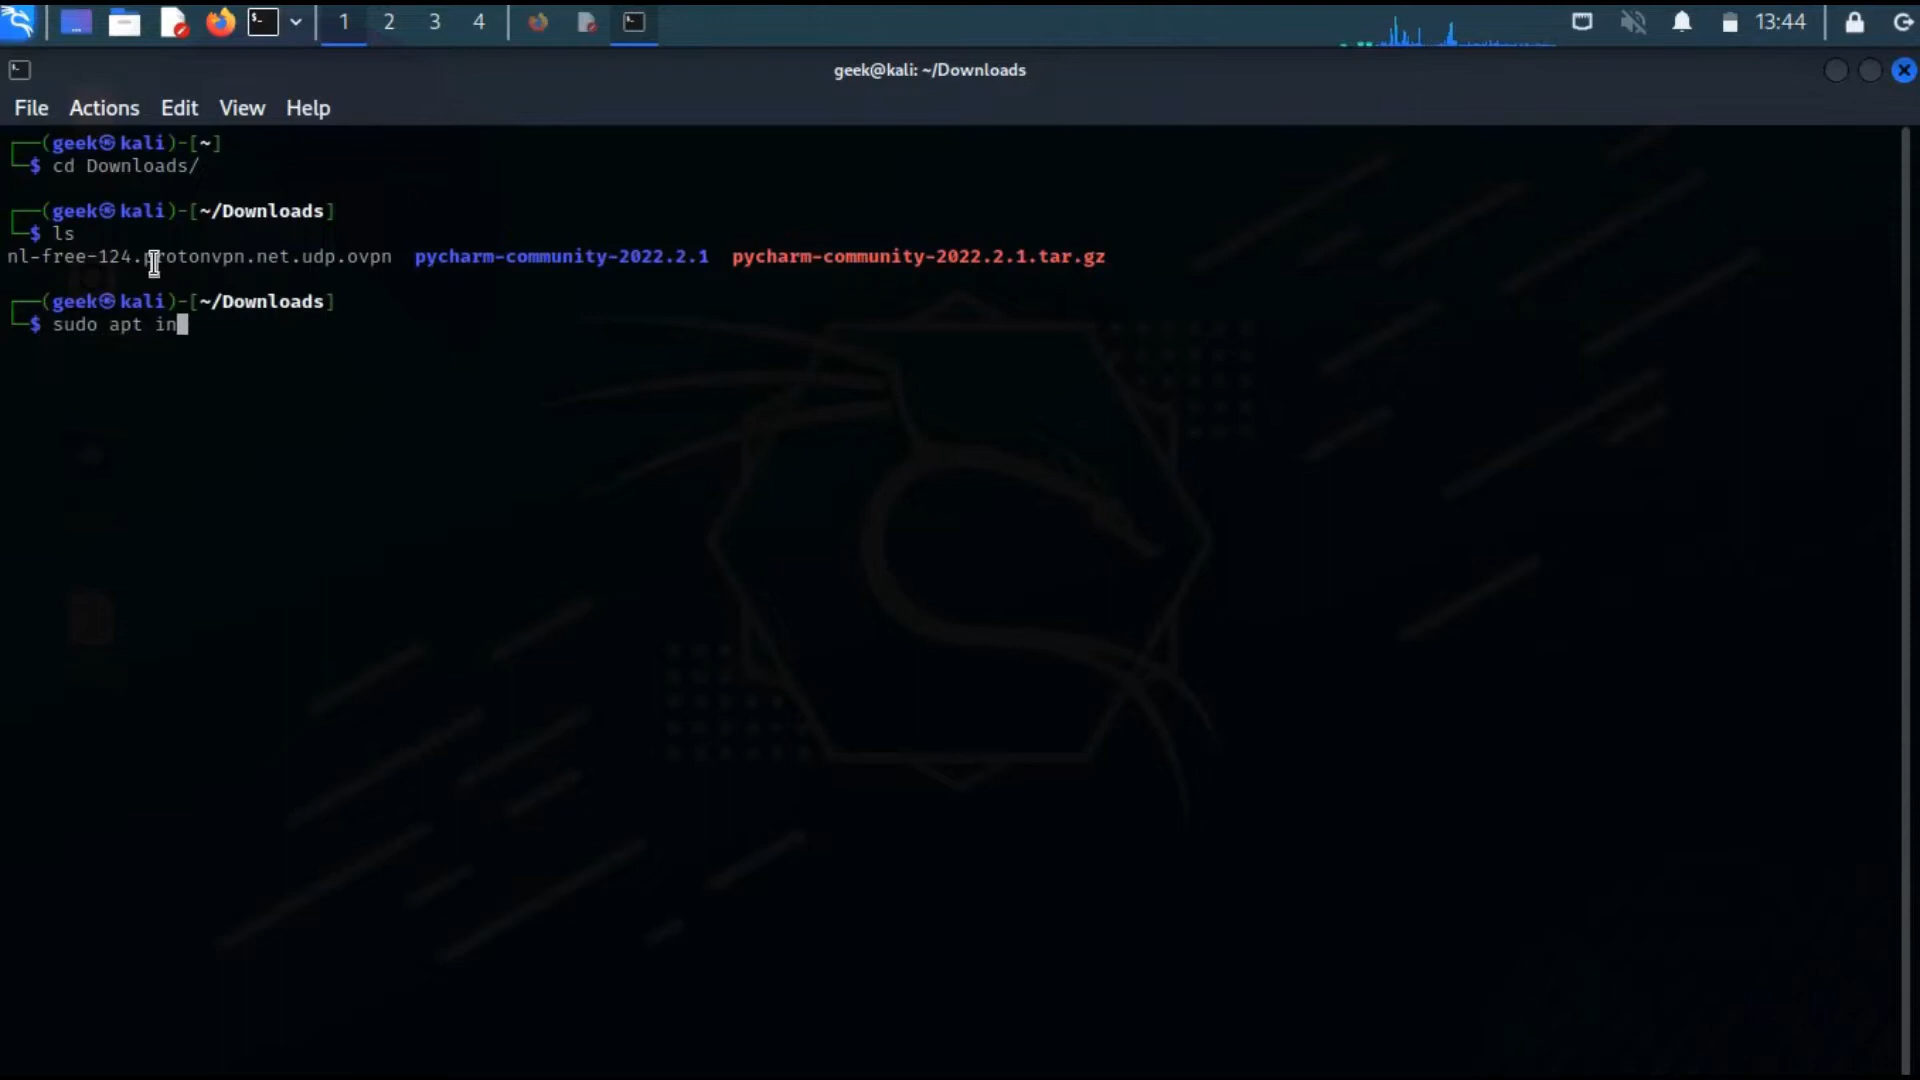 1 2 3 4 13:44
geek@kali: ~/Downloads
File Actions Edit View Help
┌──(geek㉿kali)-[~]
└─$ cd Downloads/
┌──(geek㉿kali)-[~/Downloads]
└─$ ls
nl-free-124.protonvpn.net.udp.ovpn pycharm-community-2022.2.1 pycharm-community-2022.2.1.tar.gz
┌──(geek㉿kali)-[~/Downloads]
└─$ sudo apt in